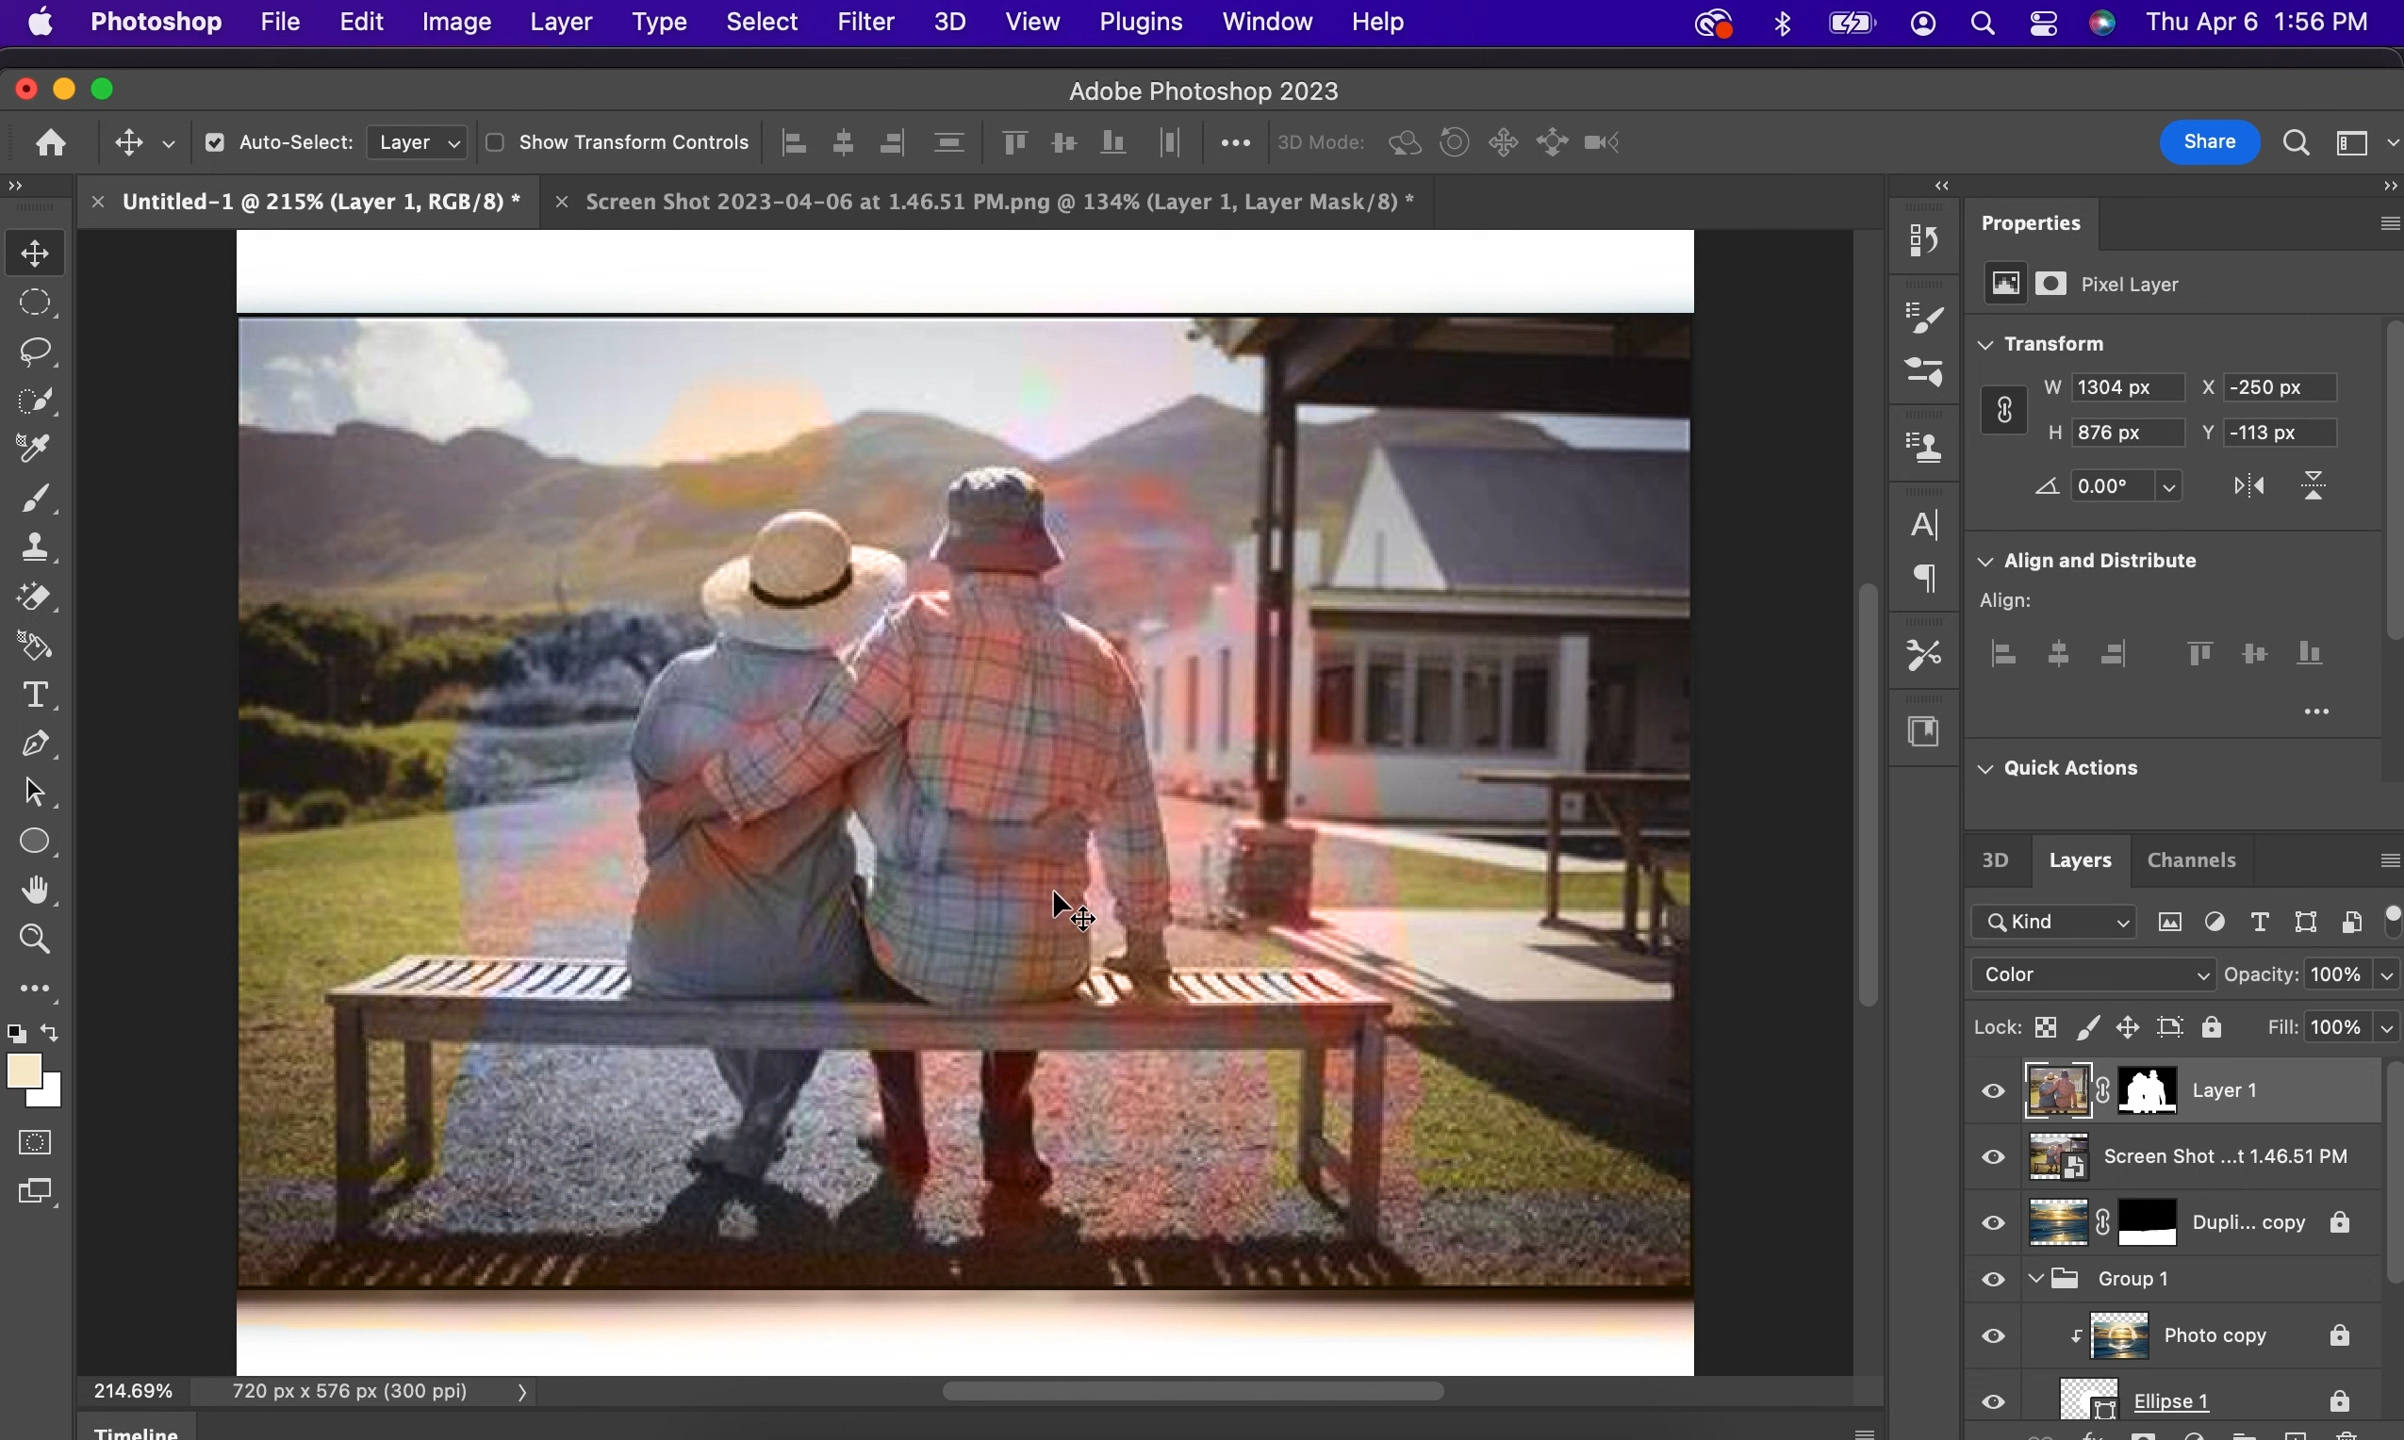 Photoshop File Edit Image Layer Type Select Filter 3D View Plugins Window Help Thu Apr 6 1:56 PM
Adobe Photoshop 2023
Auto-Select: Layer Show Transform Controls 3D Mode: Share
Untitled-1 @ 215% (Layer 1, RGB/8) * Screen Shot 2023-04-06 at 1.46.51 PM.png @ 134% (Layer 1, Layer Mask/8) *
Properties
Pixel Layer
Transform
W 1304 px X -250 px
H 876 px Y -113 px
0.00°
Align and Distribute
Align:
Quick Actions
3D Layers Channels
Kind
Color Opacity: 100%
Lock: Fill: 100%
Layer 1
Screen Shot ...t 1.46.51 PM
Dupli... copy
Group 1
Photo copy
Ellipse 1
214.69% 720 px x 576 px (300 ppi)
Timeline